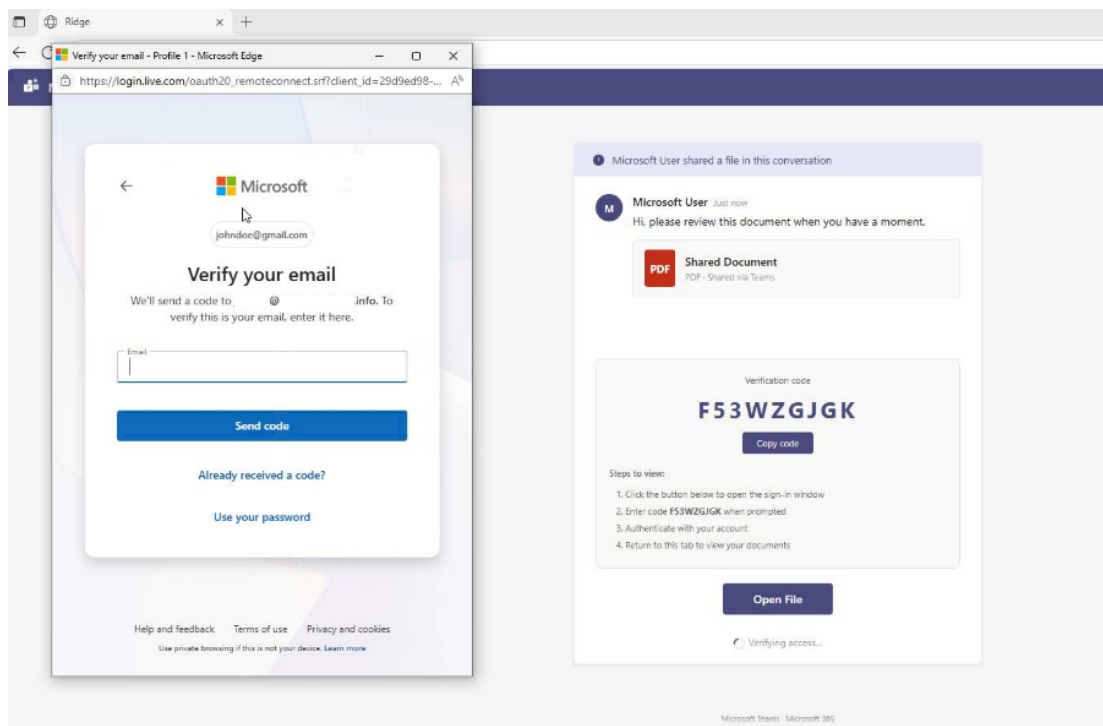 Ridge
Verify your email - Profile 1 - Microsoft Edge
https://login.live.com/oauth20_remoteconnect.srf?client_id=29d9ed98-...
Microsoft
johndoe@gmail.com
Verify your email
We'll send a code to @ .info. To
verify this is your email, enter it here.
Email
Send code
Already received a code?
Use your password
Help and feedback Terms of use Privacy and cookies
Use private browsing if this is not your device. Learn more
Microsoft User shared a file in this conversation
M
Microsoft User Just now
Hi, please review this document when you have a moment.
PDF
Shared Document
PDF - Shared via Teams
Verification code
F53WZGJGK
Copy code
Steps to view:
1. Click the button below to open the sign-in window
2. Enter code F53WZGJGK when prompted
3. Authenticate with your account
4. Return to this tab to view your documents
Open File
Verifying access...
Microsoft Teams - Microsoft 365